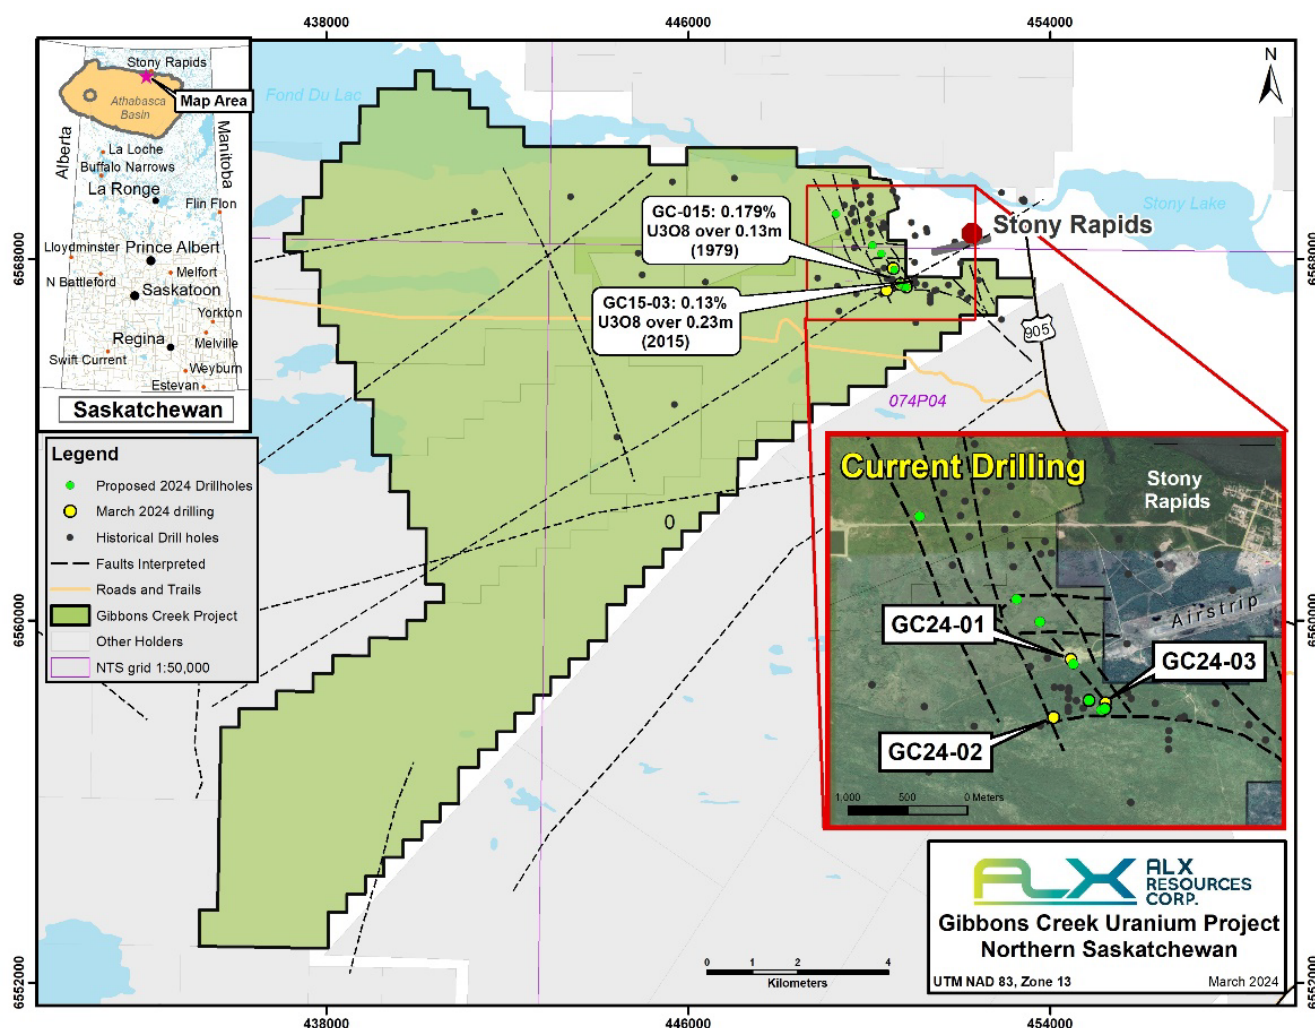 438000
446000
454000
Stony Rapids
Athabasca
Basin
Map Area
Alberta
Manitoba
La Loche
Buffalo Narrows
La Ronge
Flin Flon
Lloydminster
Prince Albert
N Battleford
Melfort
Saskatoon
Yorkton
Regina
Melville
Swift Current
Weyburn
Estevan
Saskatchewan
Fond Du Lac
N
Stony Lake
Stony Rapids
GC-015: 0.179%
U3O8 over 0.13m
(1979)
GC15-03: 0.13%
U3O8 over 0.23m
(2015)
905
074P04
0
6568000
6568000
6560000
6560000
6552000
6552000
Legend
Proposed 2024 Drillholes
March 2024 drilling
Historical Drill holes
Faults Interpreted
Roads and Trails
Gibbons Creek Project
Other Holders
NTS grid 1:50,000
Current Drilling
Stony
Rapids
Airstrip
GC24-01
GC24-03
GC24-02
1,000 500 0 Meters
ALX
ALX
RESOURCES
CORP.
Gibbons Creek Uranium Project
Northern Saskatchewan
UTM NAD 83, Zone 13
March 2024
0 1 2 4
Kilometers
438000
446000
454000